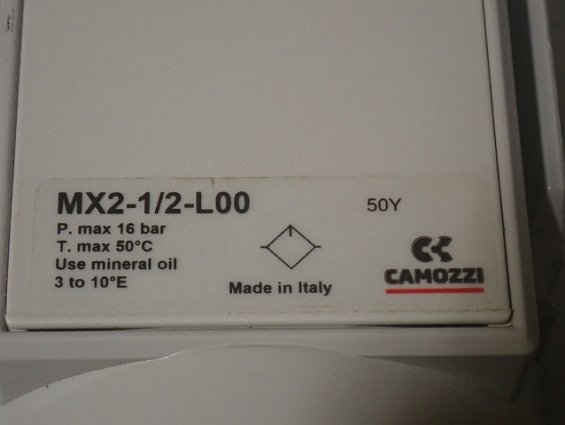 MX2-1/2-L00
50Y
P. max 16 bar
T. max 50°C
Use mineral oil
3 to 10°E
Made in Italy
CAMOZZI